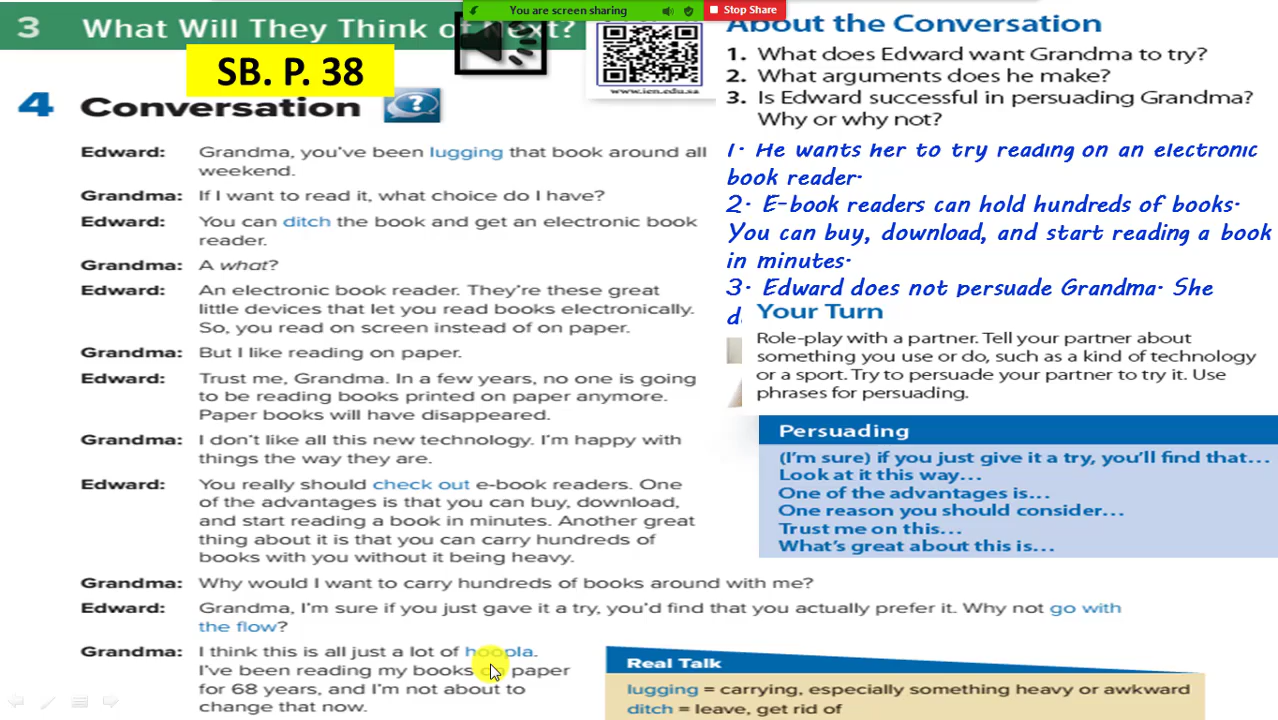 You are screen sharing
Stop Share
3 What Will They Think of Next?
SB. P. 38
www.ien.edu.sa
4 Conversation
Edward: Grandma, you've been lugging that book around all
weekend.
Grandma: If I want to read it, what choice do I have?
Edward: You can ditch the book and get an electronic book
reader.
Grandma: A what?
Edward: An electronic book reader. They're these great
little devices that let you read books electronically.
So, you read on screen instead of on paper.
Grandma: But I like reading on paper.
Edward: Trust me, Grandma. In a few years, no one is going
to be reading books printed on paper anymore.
Paper books will have disappeared.
Grandma: I don't like all this new technology. I'm happy with
things the way they are.
Edward: You really should check out e-book readers. One
of the advantages is that you can buy, download,
and start reading a book in minutes. Another great
thing about it is that you can carry hundreds of
books with you without it being heavy.
Grandma: Why would I want to carry hundreds of books around with me?
Edward: Grandma, I'm sure if you just gave it a try, you'd find that you actually prefer it. Why not go with
the flow?
Grandma: I think this is all just a lot of hoopla.
I've been reading my books on paper
for 68 years, and I'm not about to
change that now.
About the Conversation
1. What does Edward want Grandma to try?
2. What arguments does he make?
3. Is Edward successful in persuading Grandma?
Why or why not?
1. He wants her to try reading on an electronic
book reader.
2. E-book readers can hold hundreds of books.
You can buy, download, and start reading a book
in minutes.
3. Edward does not persuade Grandma. She
Your Turn
Role-play with a partner. Tell your partner about
something you use or do, such as a kind of technology
or a sport. Try to persuade your partner to try it. Use
phrases for persuading.
Persuading
(I'm sure) if you just give it a try, you'll find that...
Look at it this way...
One of the advantages is...
One reason you should consider...
Trust me on this...
What's great about this is...
Real Talk
lugging = carrying, especially something heavy or awkward
ditch = leave, get rid of